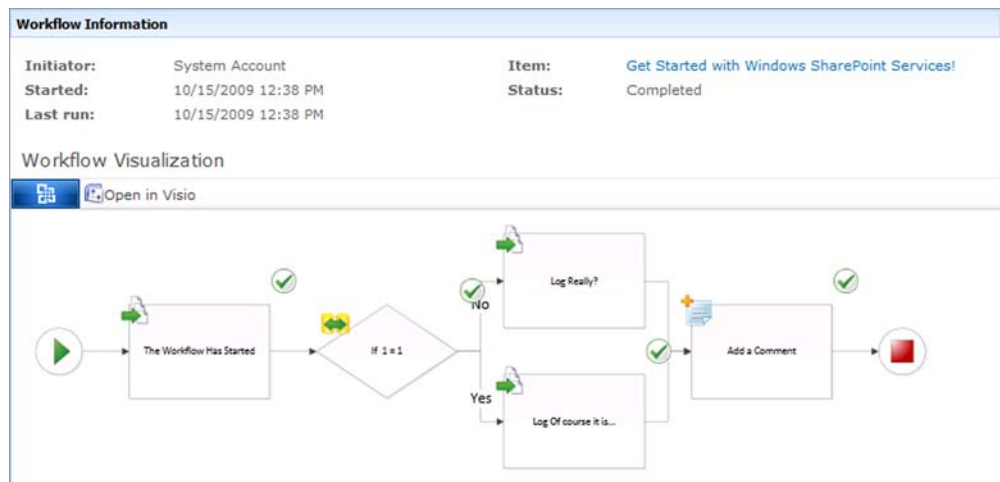 Workflow Information
Initiator: System Account Item: Get Started with Windows SharePoint Services!
Started: 10/15/2009 12:38 PM Status: Completed
Last run: 10/15/2009 12:38 PM
Workflow Visualization
Open in Visio
Log Really?
No
The Workflow Has Started
If 1 = 1
Add a Comment
Yes
Log Of course it is...